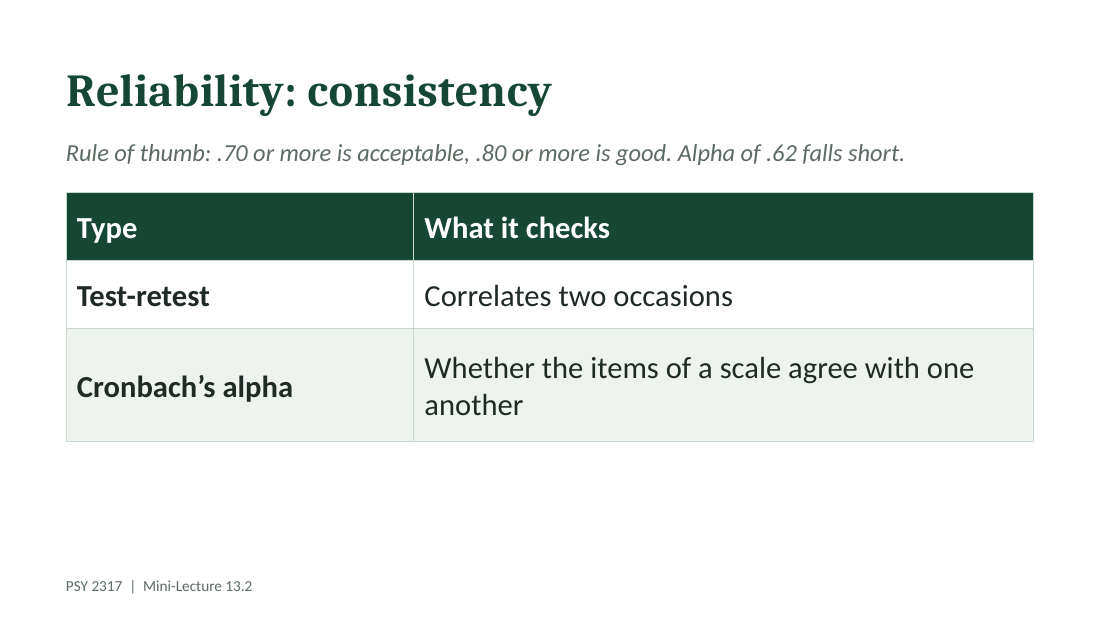 Reliability: consistency
Rule of thumb: .70 or more is acceptable, .80 or more is good. Alpha of .62 falls short.
Type
What it checks
Test-retest
Correlates two occasions
Cronbach’s alpha
Whether the items of a scale agree with one
another
PSY 2317 | Mini-Lecture 13.2